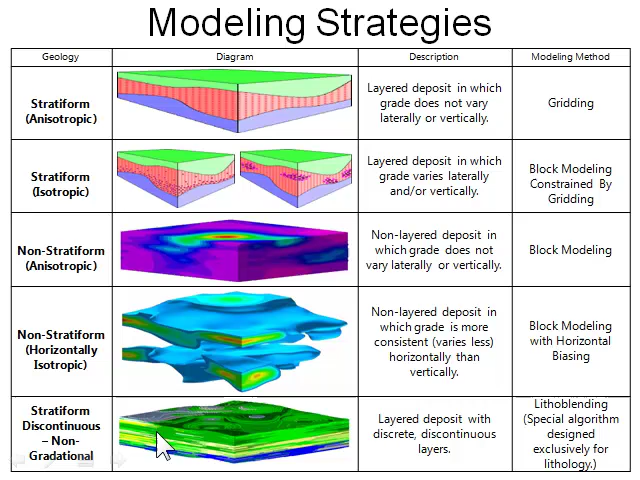 Modeling Strategies
Geology
Diagram
Description
Modeling Method
Stratiform
(Anisotropic)
Layered deposit in which
grade does not vary
laterally or vertically.
Gridding
Stratiform
(Isotropic)
Layered deposit in which
grade varies laterally
and/or vertically.
Block Modeling
Constrained By
Gridding
Non-Stratiform
(Anisotropic)
Non-layered deposit in
which grade does not
vary laterally or vertically.
Block Modeling
Non-Stratiform
(Horizontally
Isotropic)
Non-layered deposit in
which grade is more
consistent (varies less)
horizontally than
vertically.
Block Modeling
with Horizontal
Biasing
Stratiform
Discontinuous
– Non-
Gradational
Layered deposit with
discrete, discontinuous
layers.
Lithoblending
(Special algorithm
designed
exclusively for
lithology.)